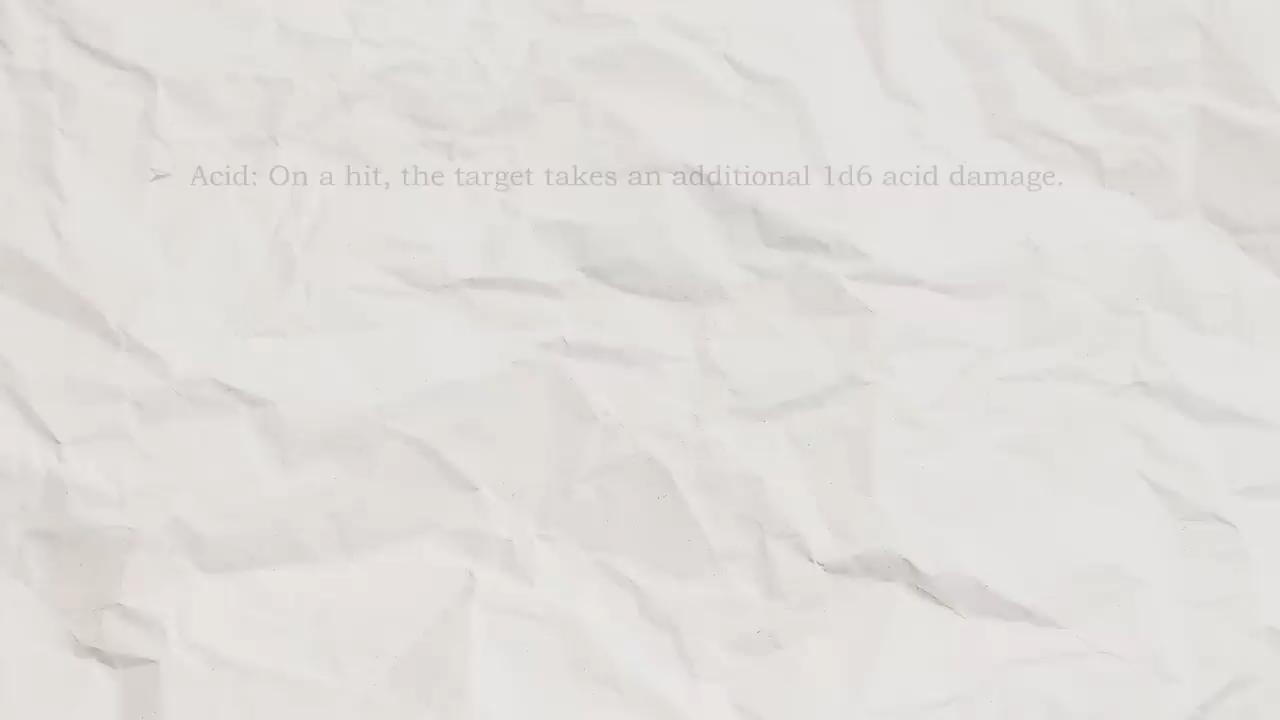 ➢ Acid: On a hit, the target takes an additional 1d6 acid damage.